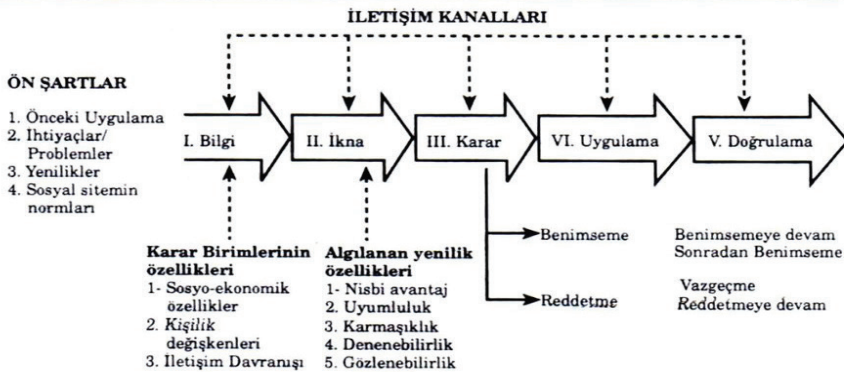 İLETİŞİM KANALLARI
ÖN ŞARTLAR
1. Önceki Uygulama
2. Ihtiyaçlar/
Problemler
3. Yenilikler
4. Sosyal sitemin
normları
I. Bilgi
II. İkna
III. Karar
VI. Uygulama
V. Doğrulama
Karar Birimlerinin
özellikleri
1- Sosyo-ekonomik
özellikler
2. Kişilik
değişkenleri
3. İletişim Davranışı
Algılanan yenilik
özellikleri
1- Nisbi avantaj
2. Uyumluluk
3. Karmaşıklık
4. Denenebilirlik
5. Gözlenebilirlik
Benimseme
Reddetme
Benimsemeye devam
Sonradan Benimseme
Vazgeçme
Reddetmeye devam